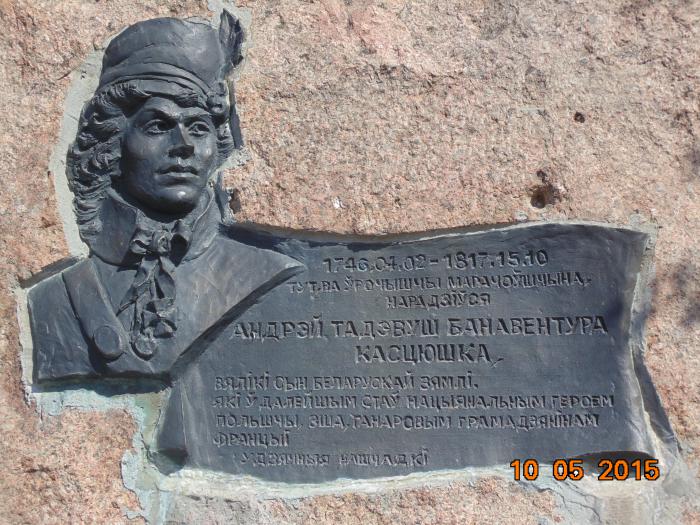 1746.04.02 - 1817.15.10
ТУТ, ВА ЎРОЧЫШЧЫ МАРАЧОЎШЧЫНА,
НАРАДЗІЎСЯ
АНДРЭЙ ТАДЭВУШ БАНАВЕНТУРА
КАСЦЮШКА
ВЯЛІКІ СЫН БЕЛАРУСКАЙ ЗЯМЛІ,
ЯКІ Ў ДАЛЕЙШЫМ СТАЎ НАЦЫЯНАЛЬНЫМ ГЕРОЕМ
ПОЛЬШЧЫ, ЗША, ГАНАРОВЫМ ГРАМАДЗЯНІНАМ
ФРАНЦЫІ
УДЗЯЧНЫЯ НАШЧАДКІ
10 05 2015